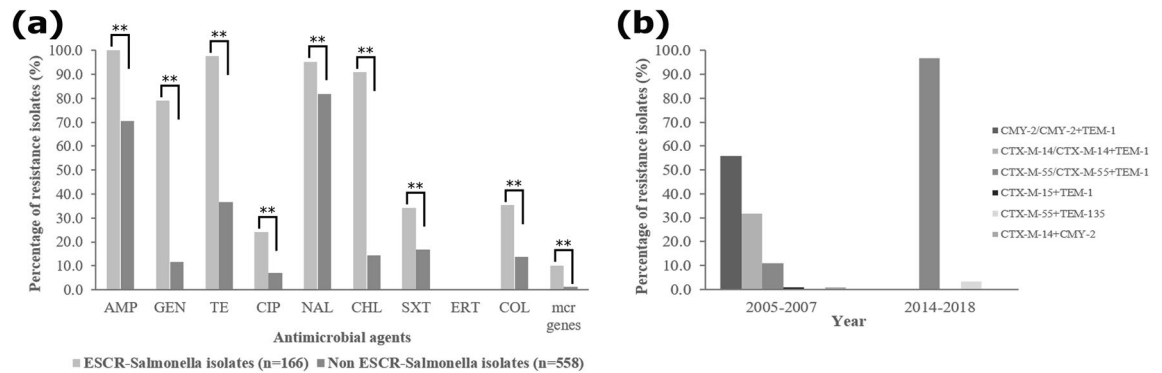 (a)
Percentage of resistance isolates (%)
100.0
90.0
80.0
70.0
60.0
50.0
40.0
30.0
20.0
10.0
0.0
**
**
**
**
**
**
**
**
**
AMP GEN TE CIP NAL CHL SXT ERT COL mcr
genes
Antimicrobial agents
ESCR-Salmonella isolates (n=166) Non ESCR-Salmonella isolates (n=558)
(b)
Percentage of resistance isolates (%)
100.0
90.0
80.0
70.0
60.0
50.0
40.0
30.0
20.0
10.0
0.0
2005-2007 2014-2018
Year
CMY-2/CMY-2+TEM-1
CTX-M-14/CTX-M-14+TEM-1
CTX-M-55/CTX-M-55+TEM-1
CTX-M-15+TEM-1
CTX-M-55+TEM-135
CTX-M-14+CMY-2